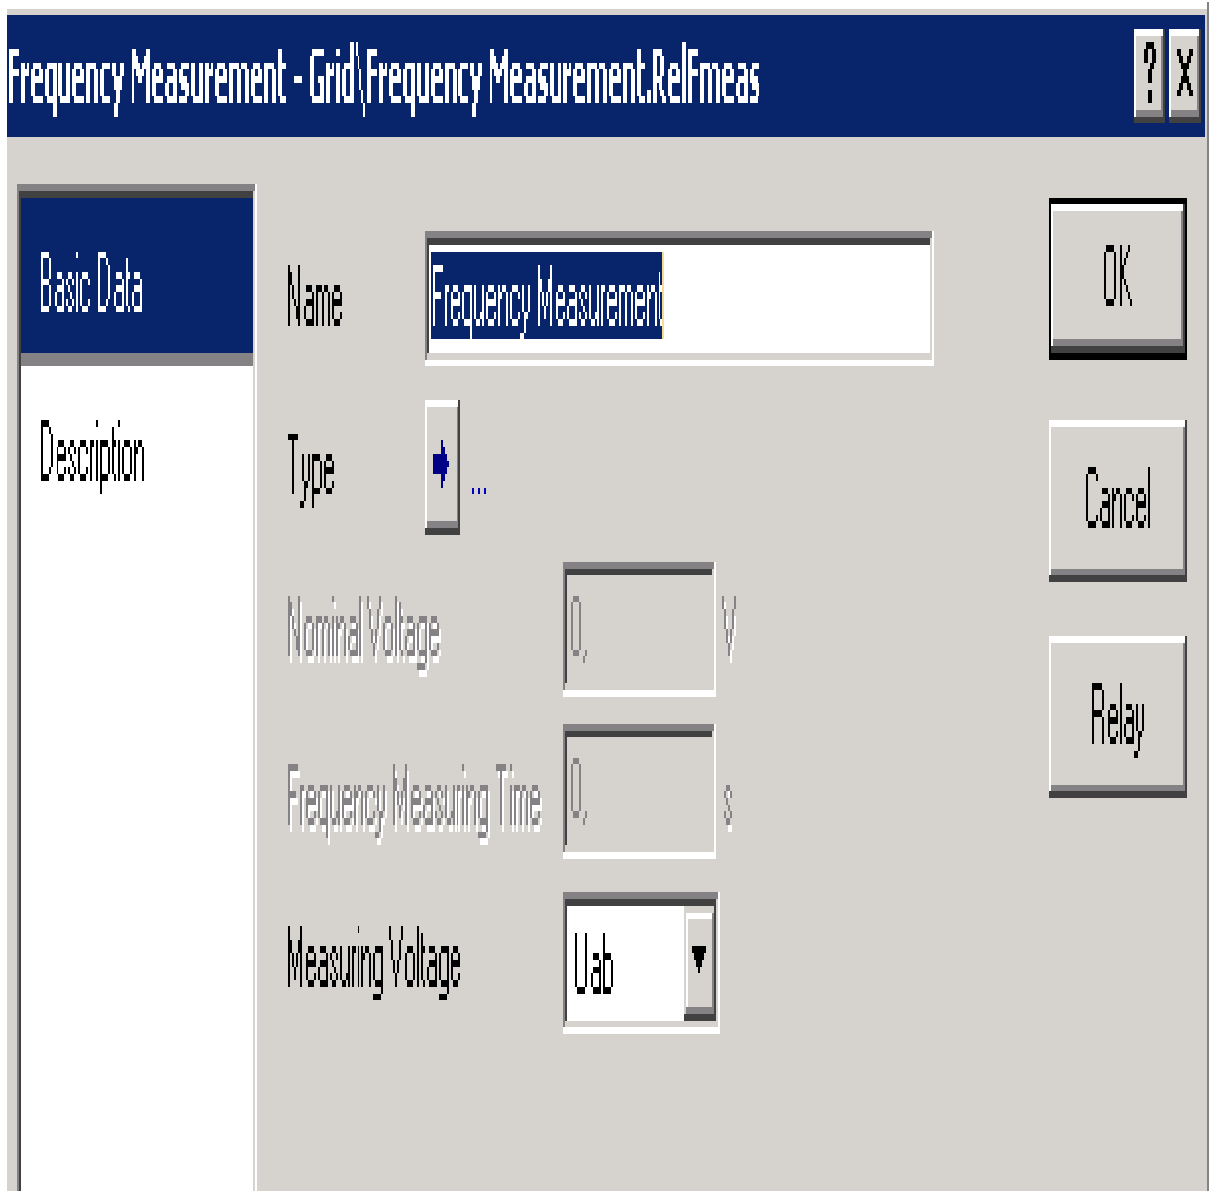 Frequency Measurement - Grid\Frequency Measurement.RelFmeas ? X
Basic Data
Description
Name Frequency Measurement
Type ...
Nominal Voltage 0, V
Frequency Measuring Time 0, s
Measuring Voltage Uab
OK
Cancel
Relay